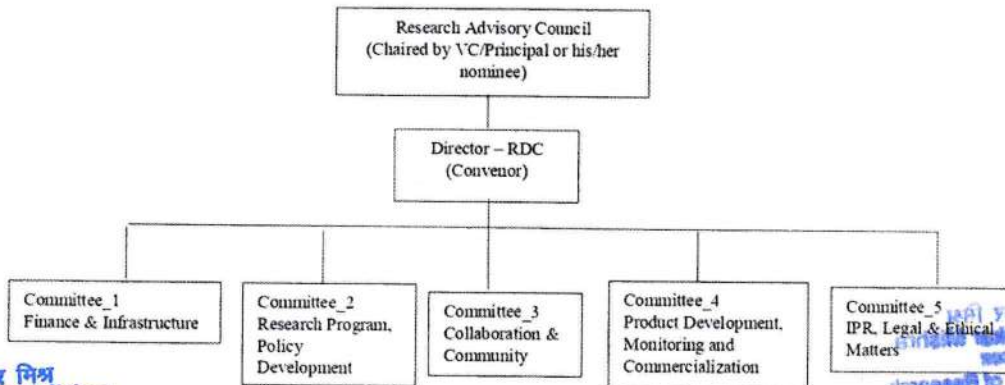 Research Advisory Council
(Chaired by VC/Principal or his/her
nominee)
Director – RDC
(Convenor)
Committee_1
Finance & Infrastructure
Committee_2
Research Program,
Policy
Development
Committee_3
Collaboration &
Community
Committee_4
Product Development,
Monitoring and
Commercialization
Committee_5
IPR, Legal & Ethical
Matters
मिश्र